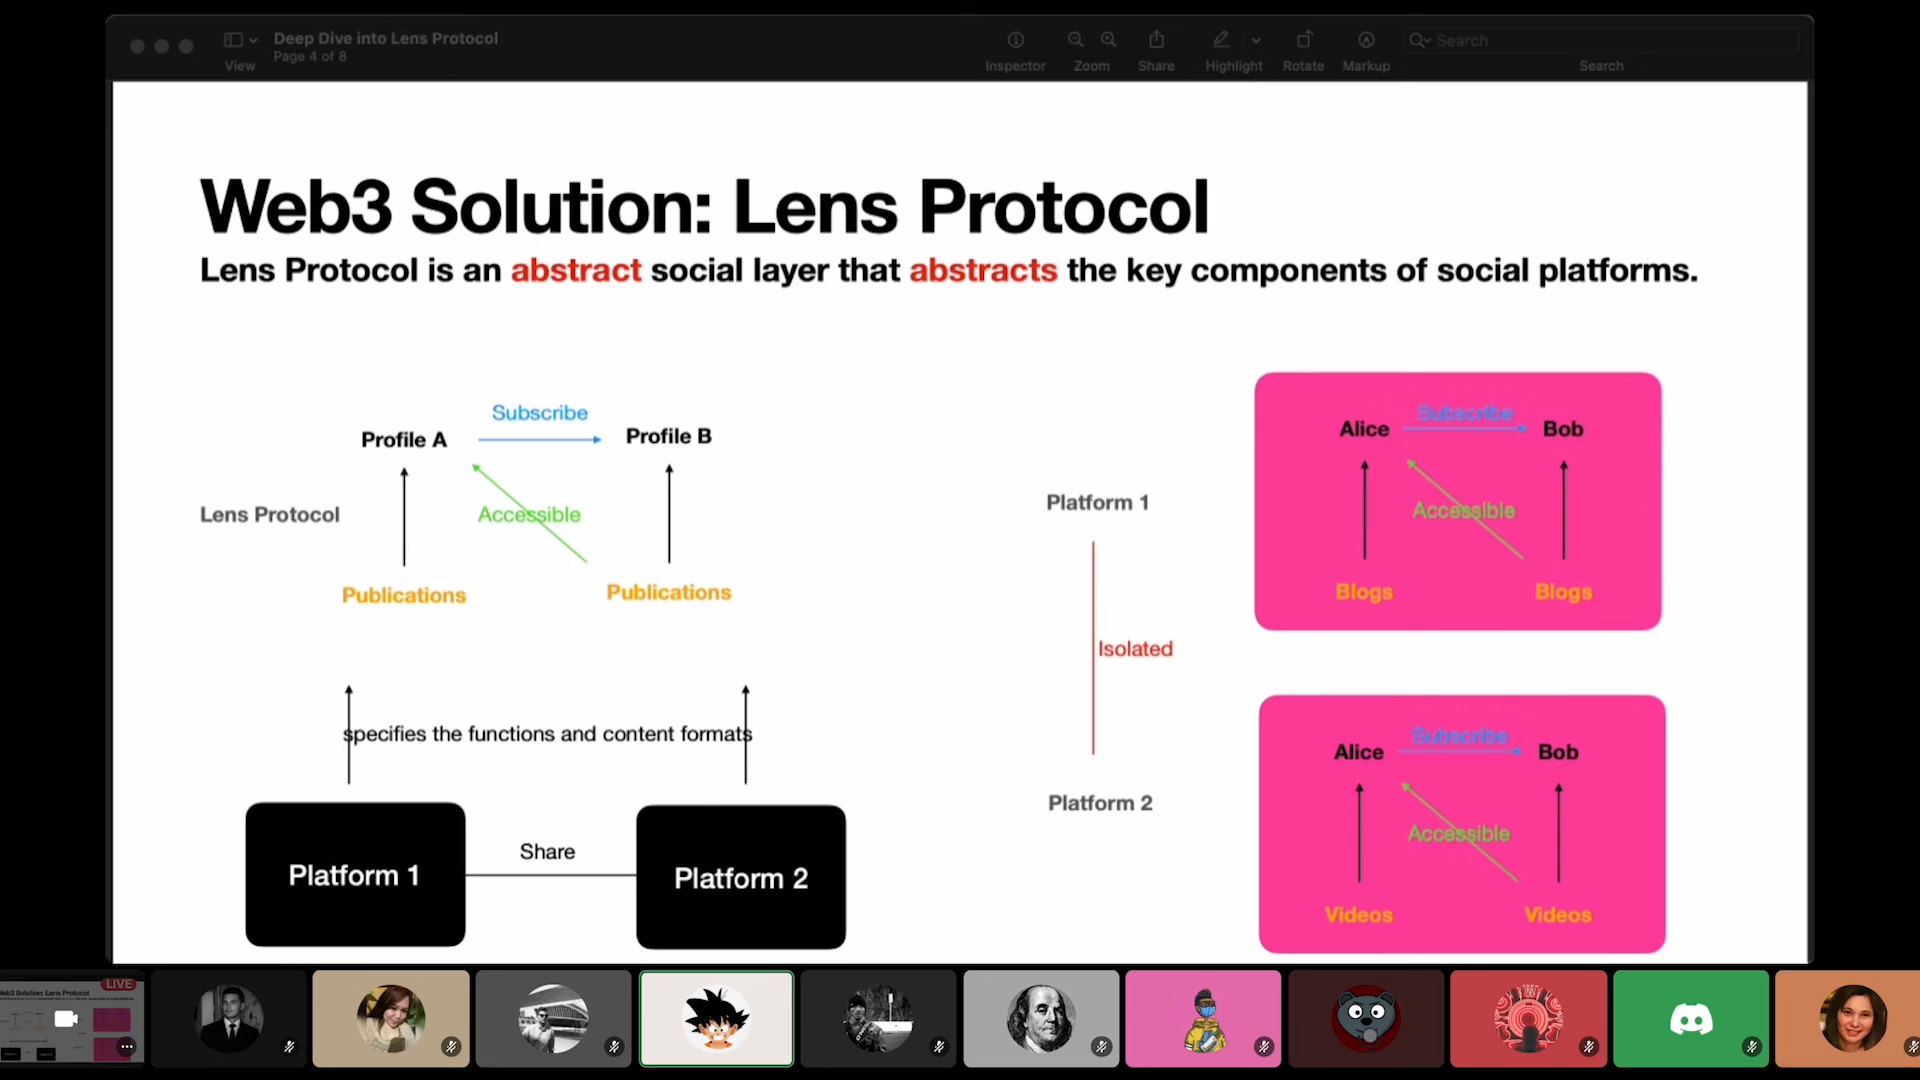 Deep Dive into Lens Protocol
Page 4 of 8
View
Inspector
Zoom
Share
Highlight
Rotate
Markup
Search
Search
Web3 Solution: Lens Protocol
Lens Protocol is an abstract social layer that abstracts the key components of social platforms.
Subscribe
Profile A
Profile B
Lens Protocol
Accessible
Publications
Publications
specifies the functions and content formats
Platform 1
Share
Platform 2
Platform 1
Isolated
Platform 2
Subscribe
Alice
Bob
Accessible
Blogs
Blogs
Subscribe
Alice
Bob
Accessible
Videos
Videos
LIVE